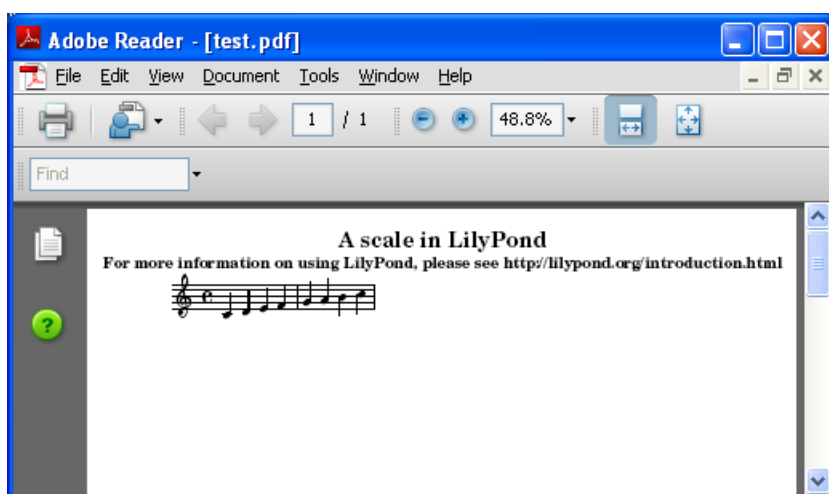 Adobe Reader - [test.pdf]
File Edit View Document Tools Window Help
1 / 1 48.8%
Find
A scale in LilyPond
For more information on using LilyPond, please see http://lilypond.org/introduction.html